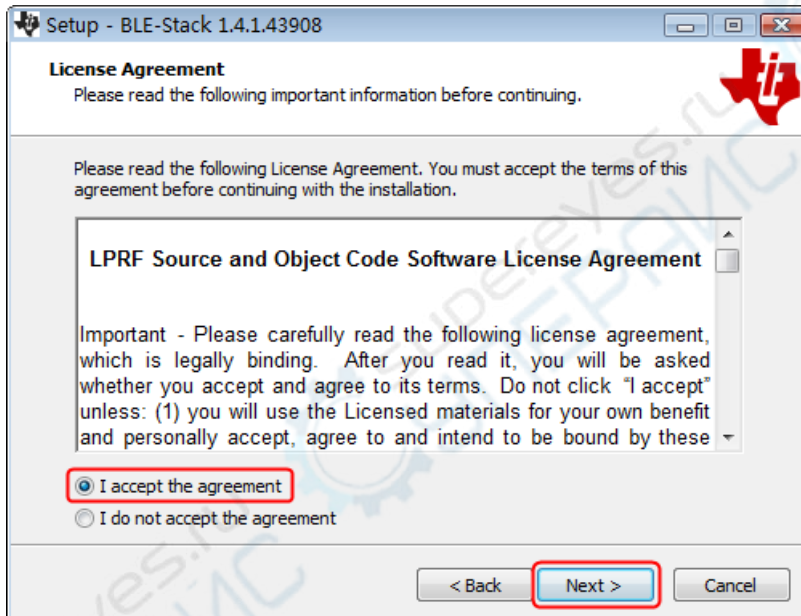 Setup - BLE-Stack 1.4.1.43908
License Agreement
Please read the following important information before continuing.
Please read the following License Agreement. You must accept the terms of this
agreement before continuing with the installation.
LPRF Source and Object Code Software License Agreement
Important - Please carefully read the following license agreement,
which is legally binding. After you read it, you will be asked
whether you accept and agree to its terms. Do not click “I accept”
unless: (1) you will use the Licensed materials for your own benefit
and personally accept, agree to and intend to be bound by these
I accept the agreement
I do not accept the agreement
< Back Next > Cancel
supereyes.ru
СУПЕРАЙС